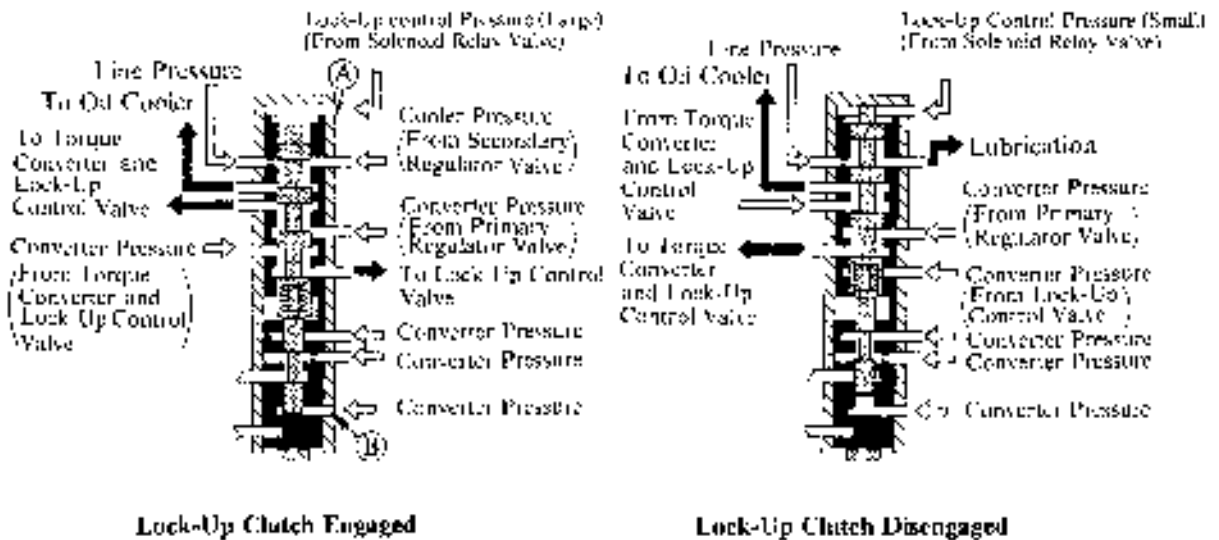 Lock-Up control Pressure (Large)
(From Solenoid Relay Valve)
Line Pressure
A
To Oil Cooler
To Torque
Converter and
Lock-Up
Control Valve
Cooler Pressure
(From Secondary
Regulator Valve)
Converter Pressure
(From Primary
Regulator Valve)
Converter Pressure
(From Torque
Converter and
Lock Up Control
Valve)
To Lock Up Control
Valve
Converter Pressure
Converter Pressure
Converter Pressure
B
Lock-Up Clutch Engaged
Lock-Up Control Pressure (Small)
(From Solenoid Relay Valve)
Line Pressure
To Oil Cooler
From Torque
Converter
and Lock-Up
Control
Valve
Lubrication
Converter Pressure
(From Primary
Regulator Valve)
To Torque
Converter
and Lock-Up
Control Valve
Converter Pressure
(From Lock-Up
Control Valve)
Converter Pressure
Converter Pressure
Converter Pressure
Lock-Up Clutch Disengaged